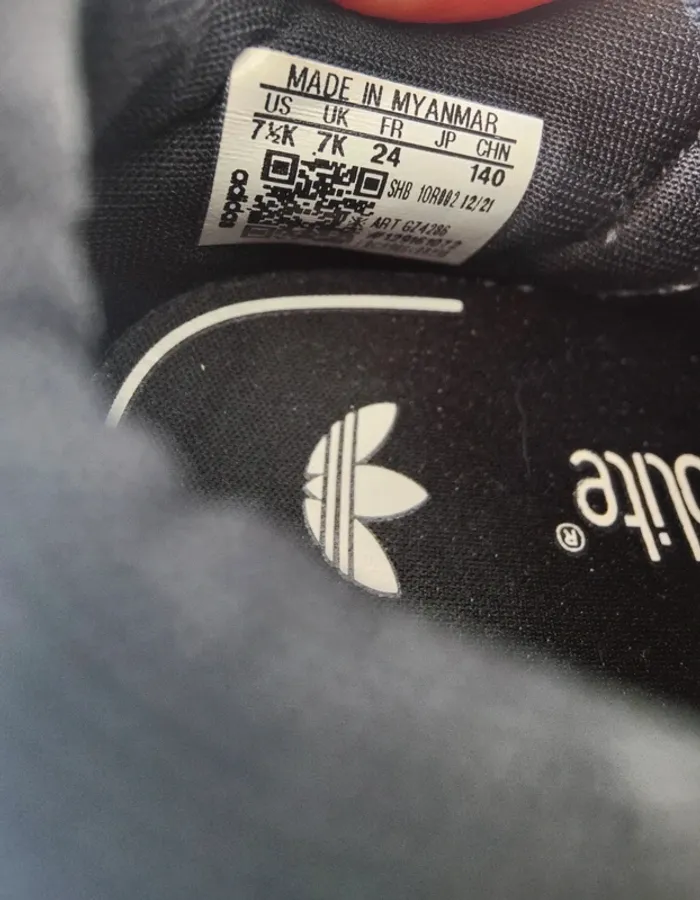 MADE IN MYANMAR
US UK FR JP CHN
7½K 7K 24 140
SHB 10R002 12/21
ART GZ4286
adidas
lite®